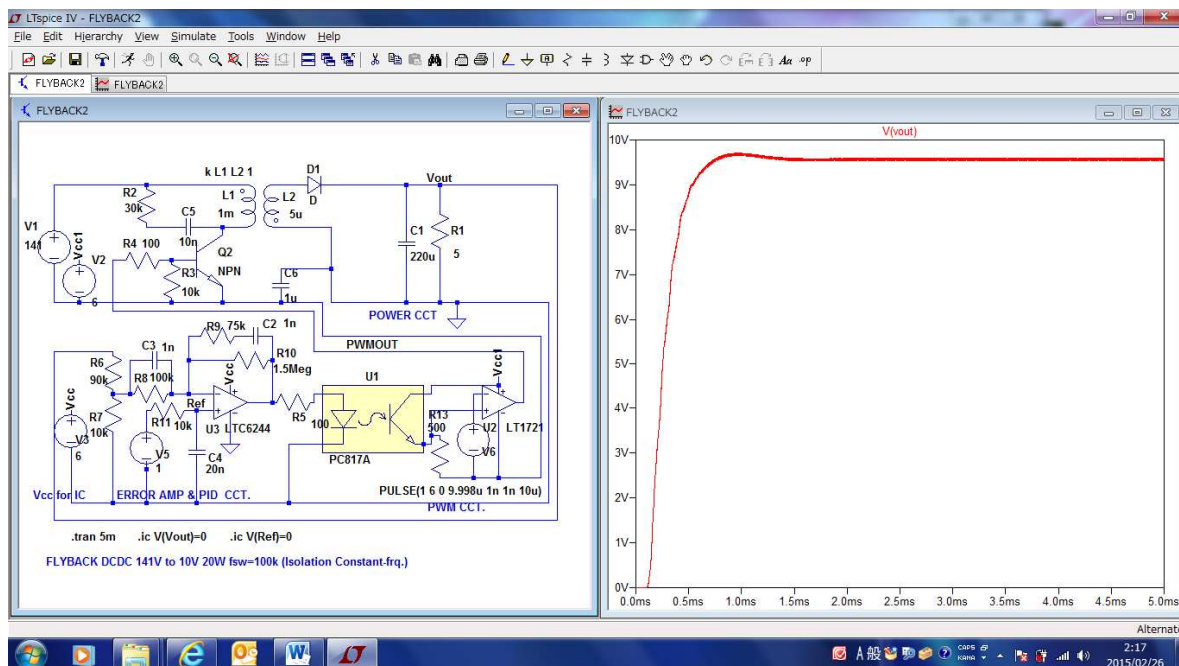 LTspice IV - FLYBACK2
File Edit Hierarchy View Simulate Tools Window Help
FLYBACK2
FLYBACK2
FLYBACK2
k L1 L2 1
D1
D
Vout
R2
30k
L1
1m
L2
5u
C5
10n
V1
141
Vcc1
V2
6
R4 100
Q2
NPN
R3
10k
C6
1u
C1
220u
R1
5
POWER CCT
PWMOUT
R9 75k
C2 1n
R10
1.5Meg
C3 1n
R6
90k
R8 100k
Vcc
Ref
R7
10k
R11 10k
U3 LTC6244
Vcc
V3
6
V5
1
C4
20n
R5
100
U1
PC817A
Vcc1
R13
500
U2 LT1721
V6
PULSE(1 6 0 9.998u 1n 1n 10u)
PWM CCT.
Vcc for IC
ERROR AMP & PID CCT.
.tran 5m .ic V(Vout)=0 .ic V(Ref)=0
FLYBACK DCDC 141V to 10V 20W fsw=100k (Isolation Constant-frq.)
FLYBACK2
V(vout)
10V
9V
8V
7V
6V
5V
4V
3V
2V
1V
0V
0.0ms 0.5ms 1.0ms 1.5ms 2.0ms 2.5ms 3.0ms 3.5ms 4.0ms 4.5ms 5.0ms
Alternat
A 般
CAPS
KANA
2:17
2015/02/26